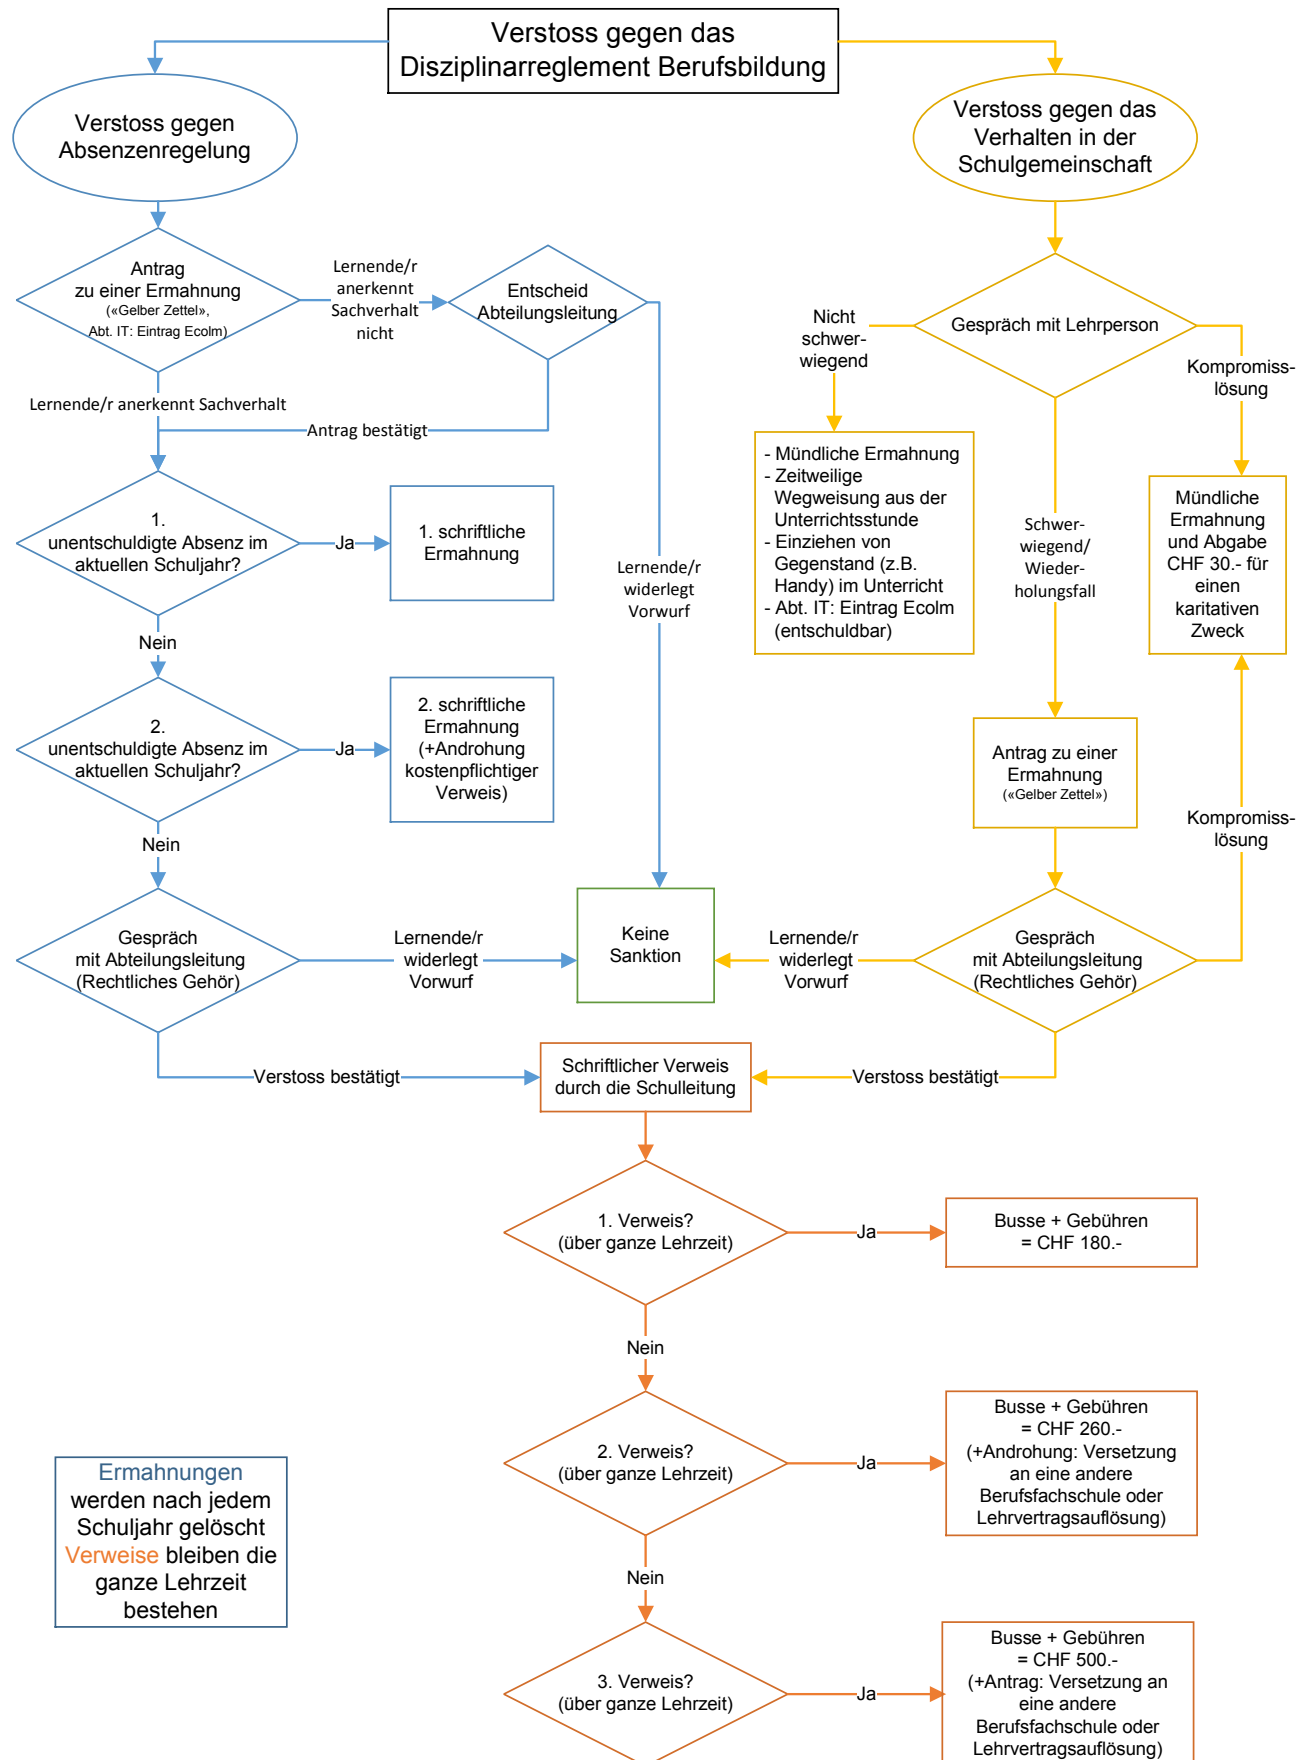 Verstoss gegen das
Disziplinarreglement Berufsbildung
Verstoss gegen
Absenzenregelung
Verstoss gegen das
Verhalten in der
Schulgemeinschaft
Antrag
zu einer Ermahnung
(«Gelber Zettel»,
Abt. IT: Eintrag Ecolm)
Lernende/r
anerkennt
Sachverhalt
nicht
Entscheid
Abteilungsleitung
Nicht
schwer-
wiegend
Gespräch mit Lehrperson
Kompromiss-
lösung
Lernende/r anerkennt Sachverhalt
Antrag bestätigt
- Mündliche Ermahnung
- Zeitweilige
Wegweisung aus der
Unterrichtsstunde
- Einziehen von
Gegenstand (z.B.
Handy) im Unterricht
- Abt. IT: Eintrag Ecolm
(entschuldbar)
Mündliche
Ermahnung
und Abgabe
CHF 30.- für
einen
karitativen
Zweck
1.
unentschuldigte Absenz im
aktuellen Schuljahr?
Ja
1. schriftliche
Ermahnung
Lernende/r
widerlegt
Vorwurf
Schwer-
wiegend/
Wieder-
holungsfall
Nein
2.
unentschuldigte Absenz im
aktuellen Schuljahr?
Ja
2. schriftliche
Ermahnung
(+Androhung
kostenpflichtiger
Verweis)
Antrag zu einer
Ermahnung
(«Gelber Zettel»)
Kompromiss-
lösung
Nein
Gespräch
mit Abteilungsleitung
(Rechtliches Gehör)
Lernende/r
widerlegt
Vorwurf
Keine
Sanktion
Lernende/r
widerlegt
Vorwurf
Gespräch
mit Abteilungsleitung
(Rechtliches Gehör)
Verstoss bestätigt
Schriftlicher Verweis
durch die Schulleitung
Verstoss bestätigt
1. Verweis?
(über ganze Lehrzeit)
Ja
Busse + Gebühren
= CHF 180.-
Nein
2. Verweis?
(über ganze Lehrzeit)
Ja
Busse + Gebühren
= CHF 260.-
(+Androhung: Versetzung
an eine andere
Berufsfachschule oder
Lehrvertragsauflösung)
Ermahnungen
werden nach jedem
Schuljahr gelöscht
Verweise bleiben die
ganze Lehrzeit
bestehen
Nein
3. Verweis?
(über ganze Lehrzeit)
Ja
Busse + Gebühren
= CHF 500.-
(+Antrag: Versetzung an
eine andere
Berufsfachschule oder
Lehrvertragsauflösung)